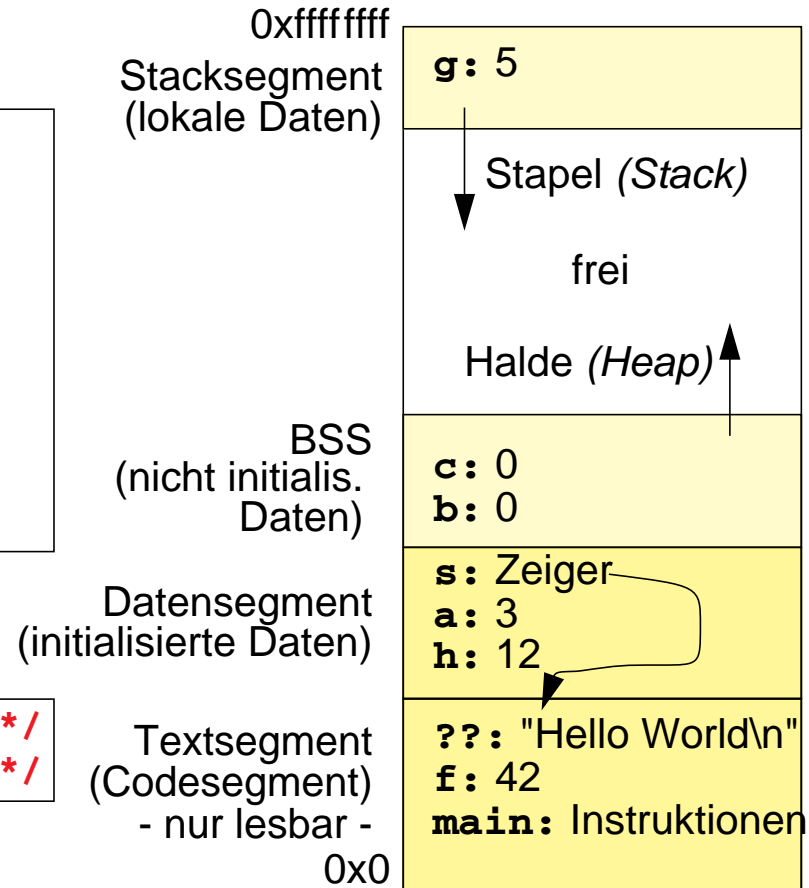 0xffffffff
Stacksegment
(lokale Daten)
g: 5
Stapel (Stack)
frei
Halde (Heap)
BSS
(nicht initialis.
Daten)
c: 0
b: 0
Datensegment
(initialisierte Daten)
s: Zeiger
a: 3
h: 12
*/
*/
Textsegment
(Codesegment)
- nur lesbar -
0x0
??: "Hello World\n"
f: 42
main: Instruktionen